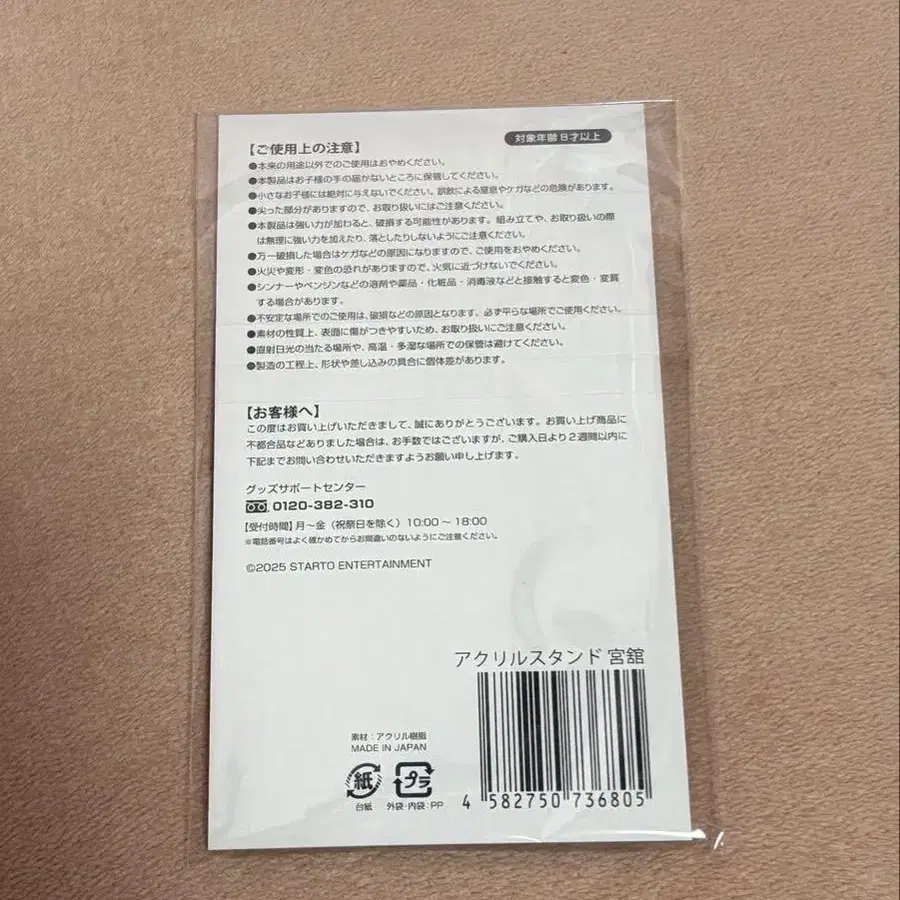 対象年齢8才以上
【ご使用上の注意】
●本来の用途以外でのご使用はおやめください。
●本製品はお子様の手の届かないところに保管してください。
●小さなお子様には絶対に与えないでください。誤飲による窒息やケガなどの危険があります。
●尖った部分がありますので、お取り扱いにはご注意ください。
●本製品は強い力が加わると、破損する可能性があります。組み立てや、お取り扱いの際
は無理に強い力を加えたり、落としたりしないようにご注意ください。
●万一破損した場合はケガなどの原因になりますので、ご使用をおやめください。
●火災や変形・変色の恐れがありますので、火気に近づけないでください。
●シンナーやベンジンなどの溶剤や薬品・化粧品・消毒液などと接触すると変色・変質
する場合があります。
●不安定な場所でのご使用は、破損などの原因となります。必ず平らな場所でご使用ください。
●素材の性質上、表面に傷がつきやすいため、お取り扱いにご注意ください。
●直射日光の当たる場所や、高温・多湿な場所での保管は避けてください。
●製造の工程上、形状や差し込みの具合に個体差があります。
【お客様へ】
この度はお買い上げいただきまして、誠にありがとうございます。お買い上げ商品に
不都合品などありました場合は、お手数ではございますが、ご購入日より2週間以内に
下記までお問い合わせいただきますようお願い申し上げます。
グッズサポートセンター
0120-382-310
【受付時間】月～金（祝祭日を除く）10:00～18:00
※電話番号はよく確かめてからお間違いのないようにご注意ください。
©2025 STARTO ENTERTAINMENT
アクリルスタンド 宮舘
素材：アクリル樹脂
MADE IN JAPAN
紙 プラ
台紙 外袋・内袋：PP
4 582750 736805